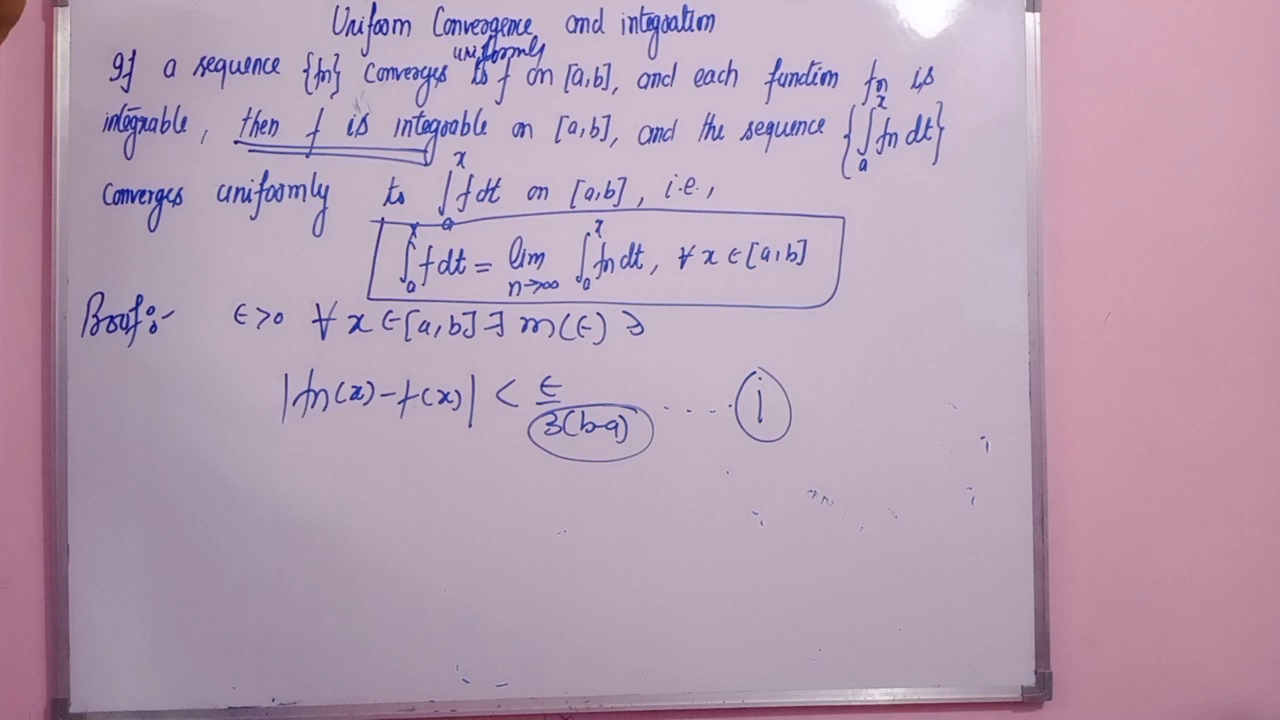 Uniform Convergence and integration
uniformly
If a sequence {fn} converges to f on [a,b], and each function fn is
integrable, then f is integrable on [a,b], and the sequence {∫ₐˣ fn dt}
converges uniformly to ∫ₐˣ f dt on [a,b], i.e.,
∫ₐˣ f dt = lim n→∞ ∫ₐˣ fn dt, ∀ x ∈ [a,b]
Proof:- ϵ>0 ∀ x ∈ [a,b] ∃ m(ϵ) ∋
|fn(x) - f(x)| < ϵ/3(b-a) ..... i